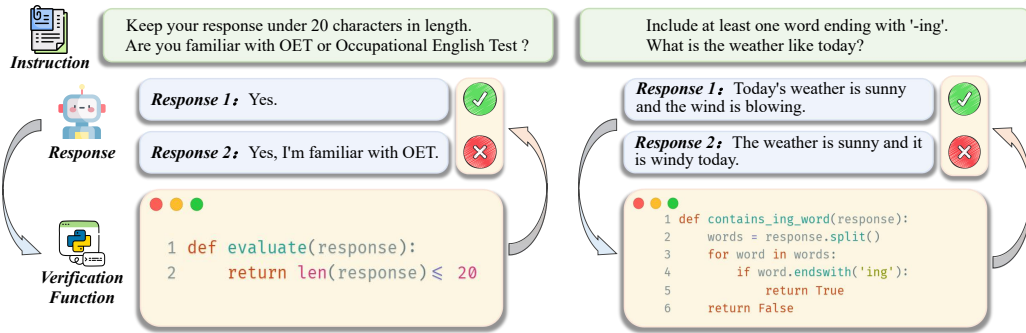 Instruction
Keep your response under 20 characters in length.
Are you familiar with OET or Occupational English Test ?
Response
Response 1: Yes.
Response 2: Yes, I'm familiar with OET.
Verification
Function
1 def evaluate(response):
2 return len(response)<= 20
Include at least one word ending with '-ing'.
What is the weather like today?
Response 1: Today's weather is sunny
and the wind is blowing.
Response 2: The weather is sunny and it
is windy today.
1 def contains_ing_word(response):
2 words = response.split()
3 for word in words:
4 if word.endswith('ing'):
5 return True
6 return False